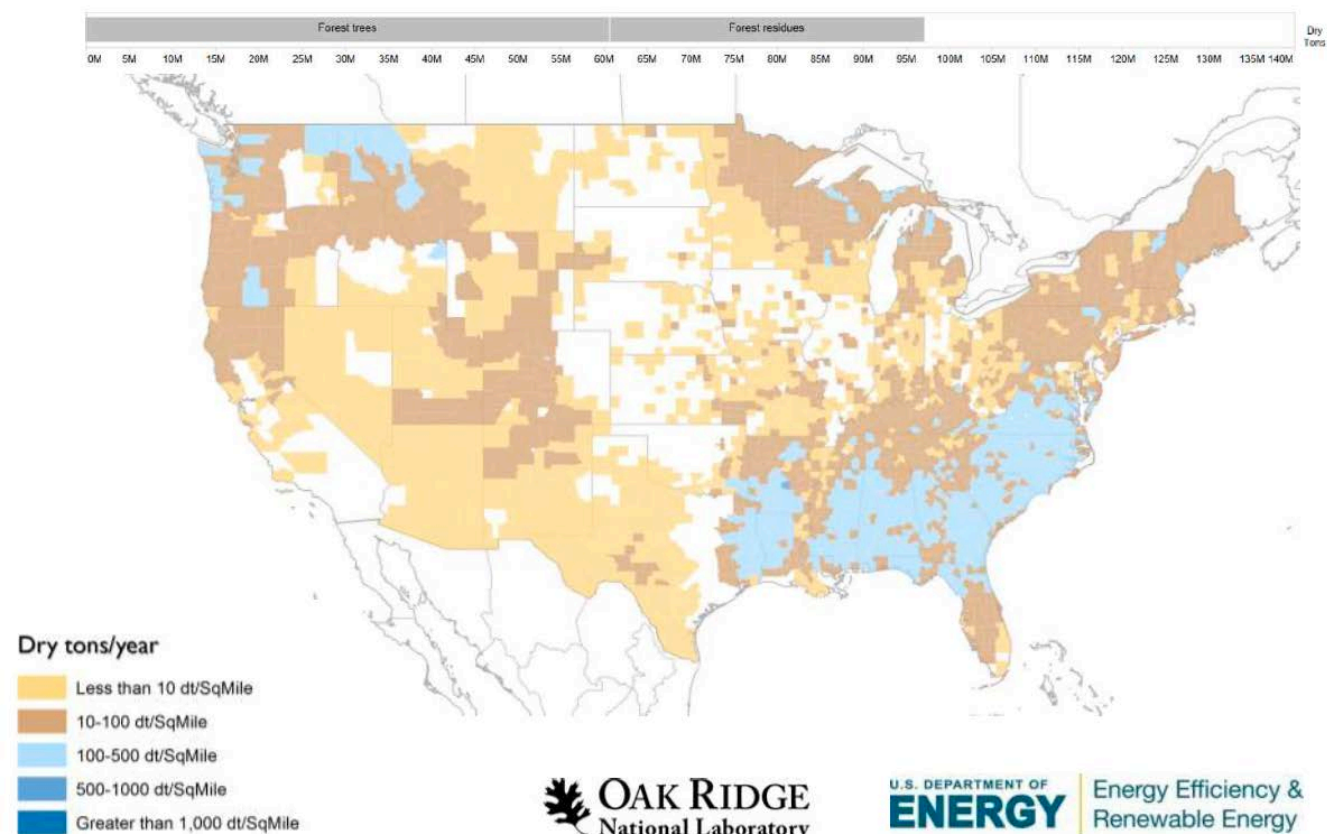 Forest trees Forest residues
Dry
Tons
0M 5M 10M 15M 20M 25M 30M 35M 40M 45M 50M 55M 60M 65M 70M 75M 80M 85M 90M 95M 100M 105M 110M 115M 120M 125M 130M 135M 140M
Dry tons/year
Less than 10 dt/SqMile
10-100 dt/SqMile
100-500 dt/SqMile
500-1000 dt/SqMile
Greater than 1,000 dt/SqMile
OAK RIDGE
National Laboratory
U.S. DEPARTMENT OF
ENERGY
Energy Efficiency &
Renewable Energy